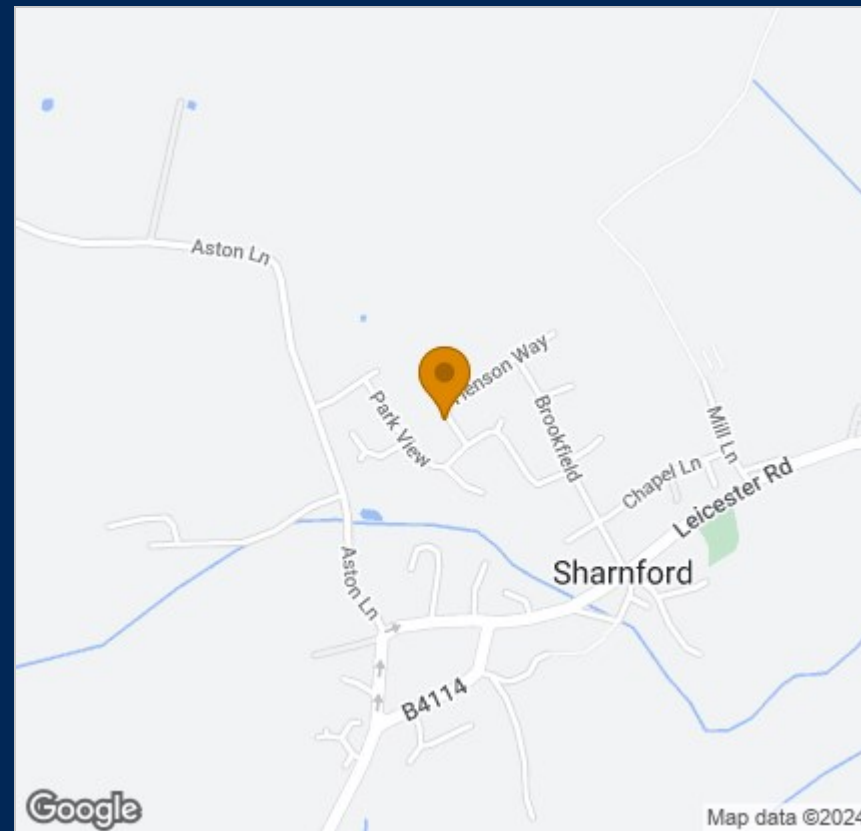 Aston Ln
Henson Way
Park View
Brookfield
Mill Ln
Chapel Ln
Leicester Rd
Sharnford
Aston Ln
B4114
Google
Map data ©2024